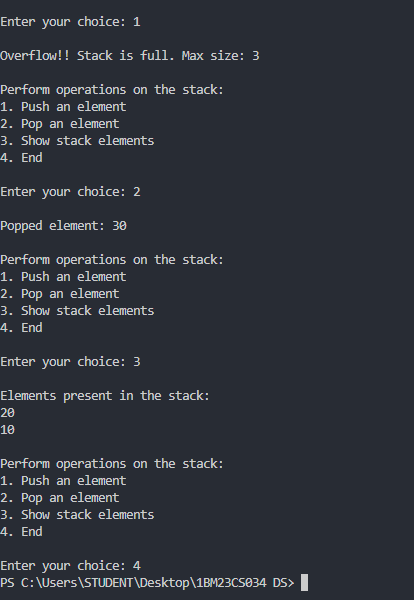 Enter your choice: 1
Overflow!! Stack is full. Max size: 3
Perform operations on the stack:
1. Push an element
2. Pop an element
3. Show stack elements
4. End
Enter your choice: 2
Popped element: 30
Perform operations on the stack:
1. Push an element
2. Pop an element
3. Show stack elements
4. End
Enter your choice: 3
Elements present in the stack:
20
10
Perform operations on the stack:
1. Push an element
2. Pop an element
3. Show stack elements
4. End
Enter your choice: 4
PS C:\Users\STUDENT\Desktop\1BM23CS034 DS>